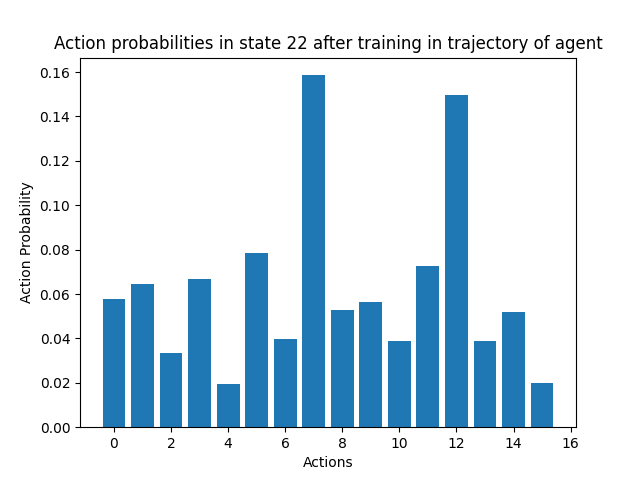 Action probabilities in state 22 after training in trajectory of agent
0.16
0.14
0.12
0.10
0.08
0.06
0.04
0.02
0.00
Action Probability
0 2 4 6 8 10 12 14 16
Actions